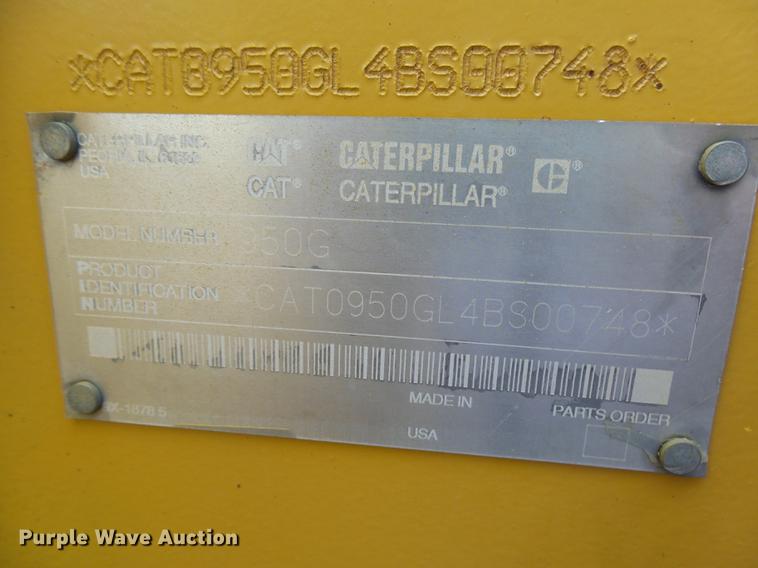 *CAT0950GL4BS00748*
CATERPILLAR INC.
PEORIA, IL 61629
USA
CAT® CATERPILLAR®
CAT® CATERPILLAR®
MODEL NUMBER 950G
PRODUCT
IDENTIFICATION
NUMBER *CAT0950GL4BS00748*
MADE IN
PARTS ORDER
USA
Purple Wave Auction